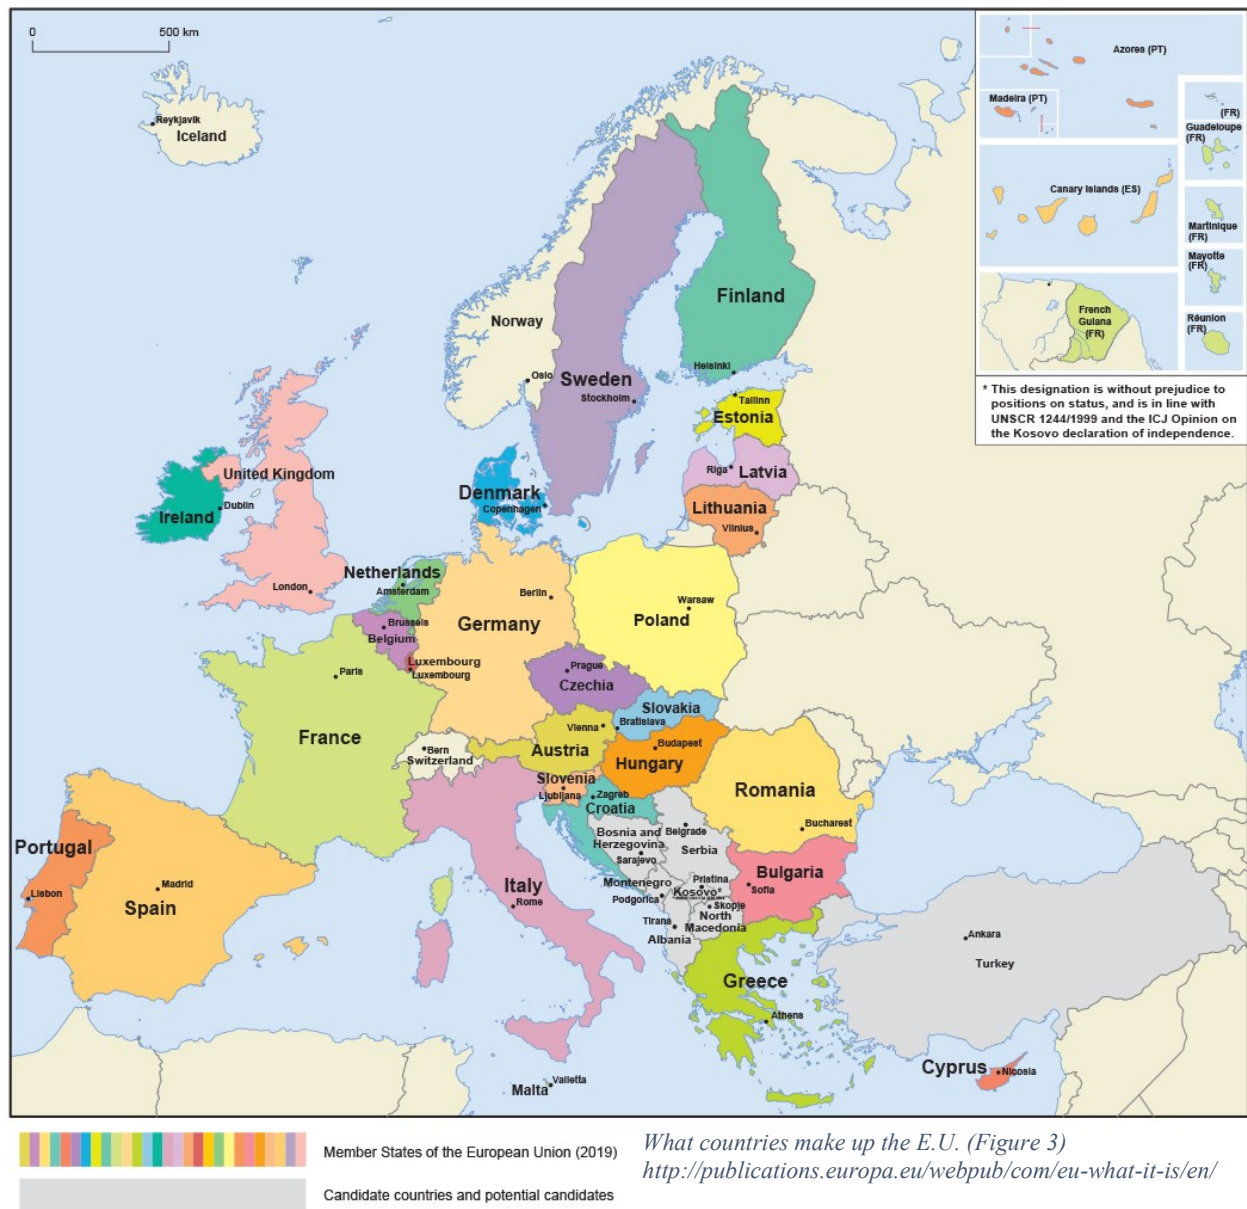 0
500 km
Reykjavik
Iceland
Azores (PT)
Madeira (PT)
(FR)
Guadeloupe
(FR)
Canary Islands (ES)
Martinique
(FR)
Mayotte
(FR)
French
Guiana
(FR)
Réunion
(FR)
* This designation is without prejudice to
positions on status, and is in line with
UNSCR 1244/1999 and the ICJ Opinion on
the Kosovo declaration of independence.
Finland
Helsinki
Norway
Oslo
Sweden
Stockholm
Tallinn
Estonia
Riga
Latvia
Lithuania
Vilnius
United Kingdom
London
Ireland
Dublin
Denmark
Copenhagen
Netherlands
Amsterdam
Brussels
Belgium
Luxembourg
Luxembourg
Berlin
Germany
Warsaw
Poland
Prague
Czechia
Slovakia
Bratislava
Vienna
Austria
Budapest
Hungary
Paris
France
Bern
Switzerland
Slovenia
Ljubljana
Zagreb
Croatia
Romania
Bucharest
Bosnia and
Herzegovina
Sarajevo
Belgrade
Serbia
Montenegro
Podgorica
Pristina
Kosovo*
Skopje
North
Macedonia
Tirana
Albania
Bulgaria
Sofia
Portugal
Lisbon
Madrid
Spain
Italy
Rome
Greece
Athens
Ankara
Turkey
Cyprus
Nicosia
Malta
Valletta
Member States of the European Union (2019)
Candidate countries and potential candidates
What countries make up the E.U. (Figure 3)
http://publications.europa.eu/webpub/com/eu-what-it-is/en/